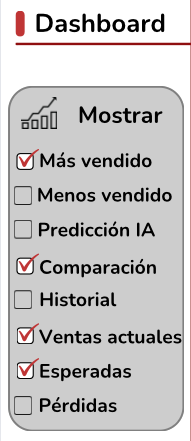 Dashboard
Mostrar
Más vendido
Menos vendido
Predicción IA
Comparación
Historial
Ventas actuales
Esperadas
Pérdidas